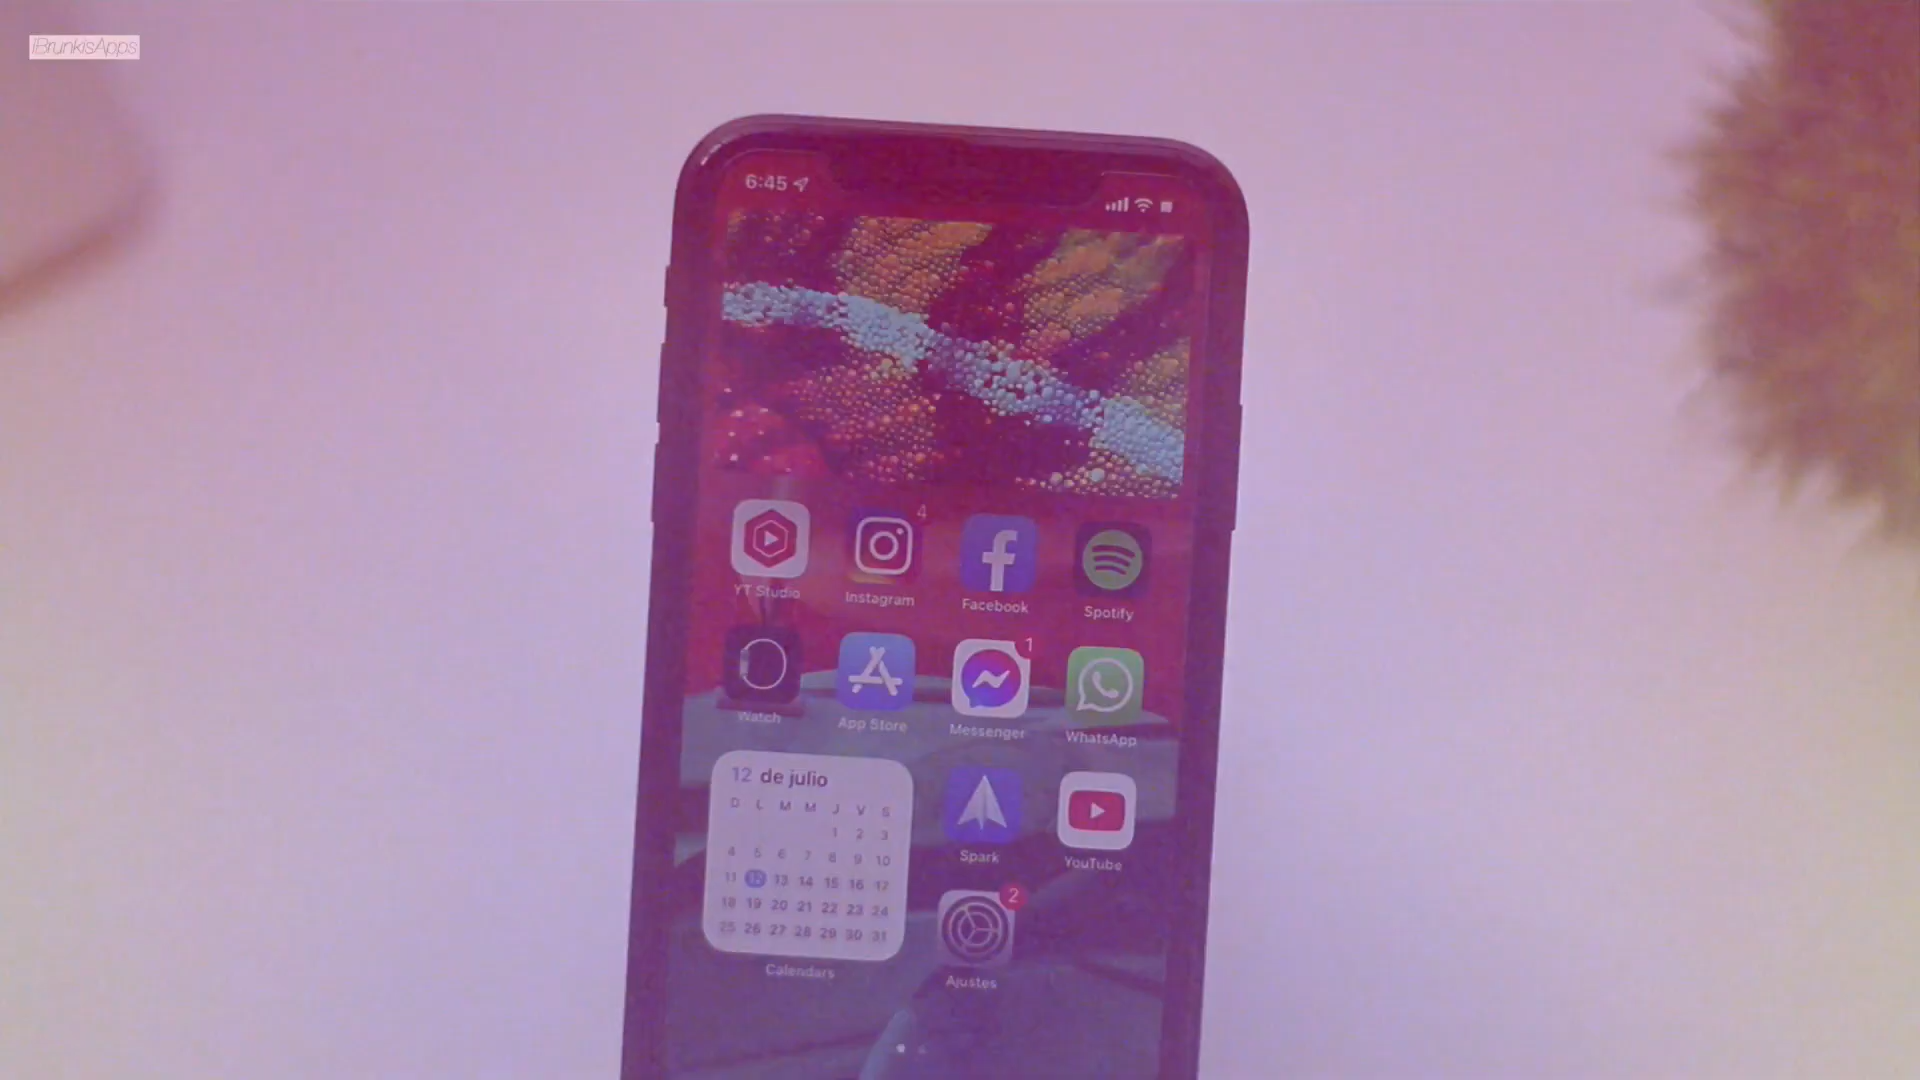 iBrunkisApps
6:45
4
YT Studio Instagram Facebook Spotify
1
Watch App Store Messenger WhatsApp
12 de julio
D L M M J V S
1 2 3
4 5 6 7 8 9 10
11 12 13 14 15 16 17
18 19 20 21 22 23 24
25 26 27 28 29 30 31
Calendars
Spark YouTube
2
Ajustes